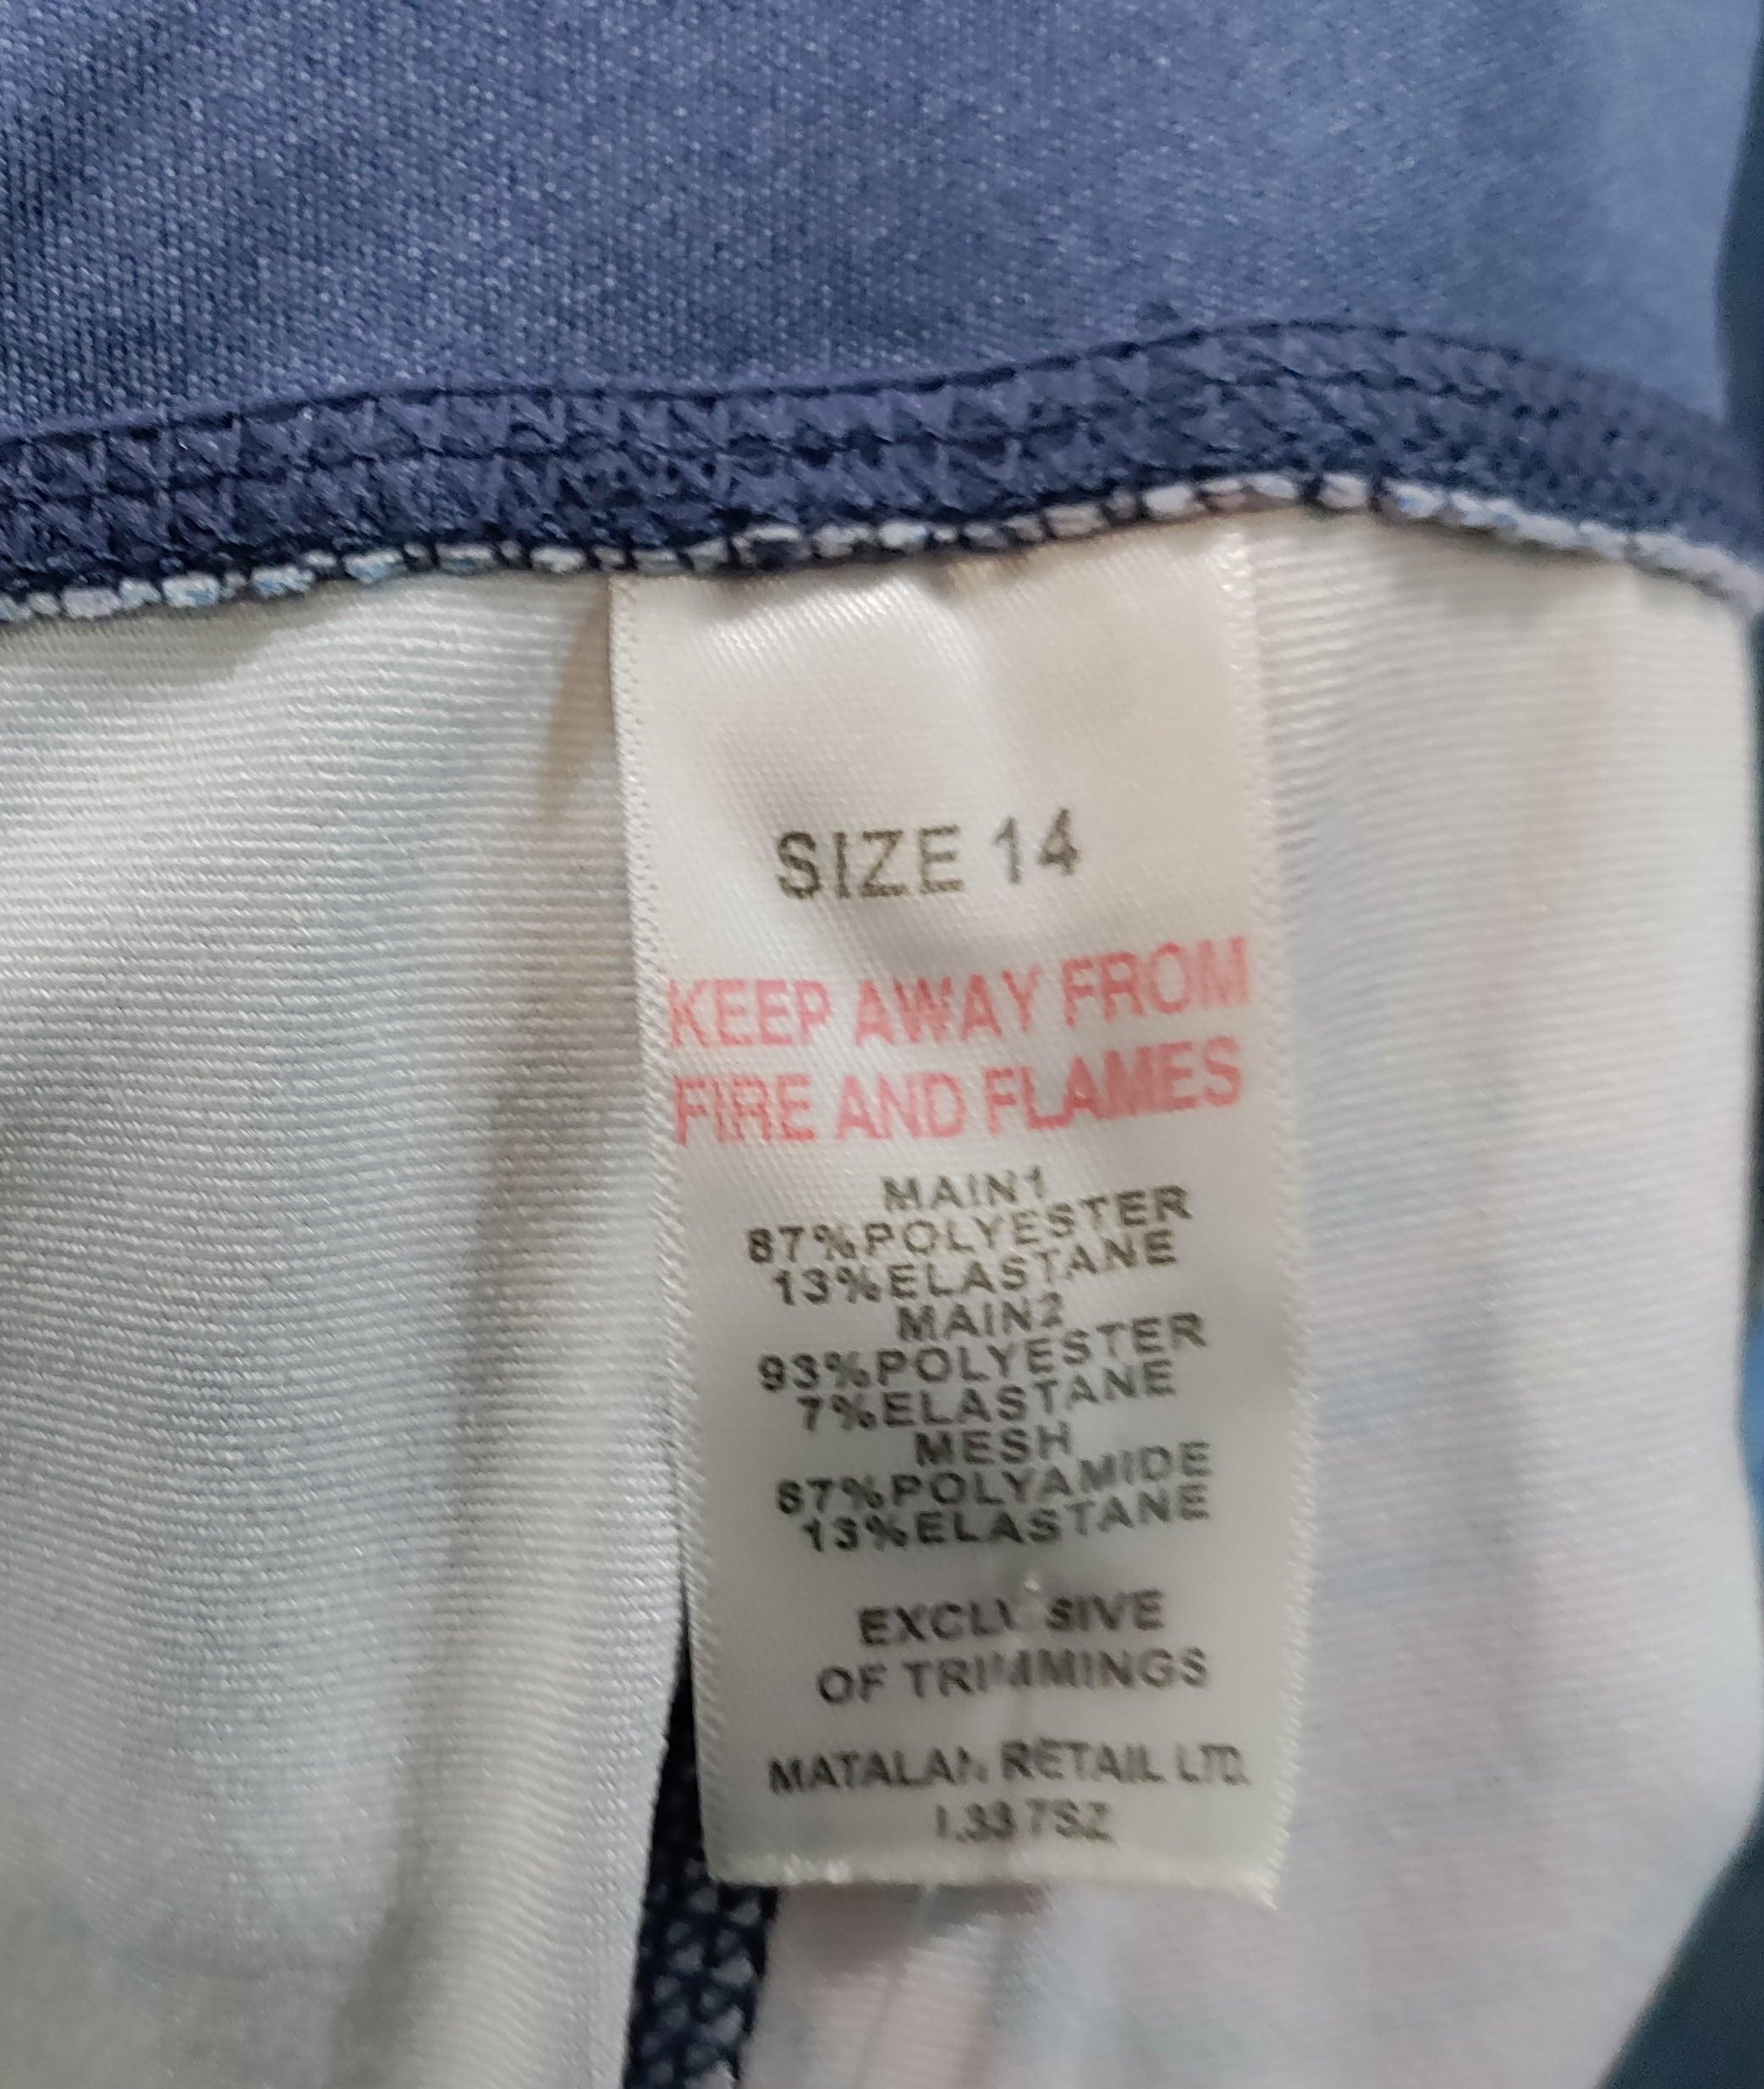 SIZE 14
KEEP AWAY FROM
FIRE AND FLAMES
MAIN1
87%POLYESTER
13%ELASTANE
MAIN2
93%POLYESTER
7%ELASTANE
MESH
87%POLYAMIDE
13%ELASTANE
EXCLUSIVE
OF TRIMMINGS
MATALAN RETAIL LTD.